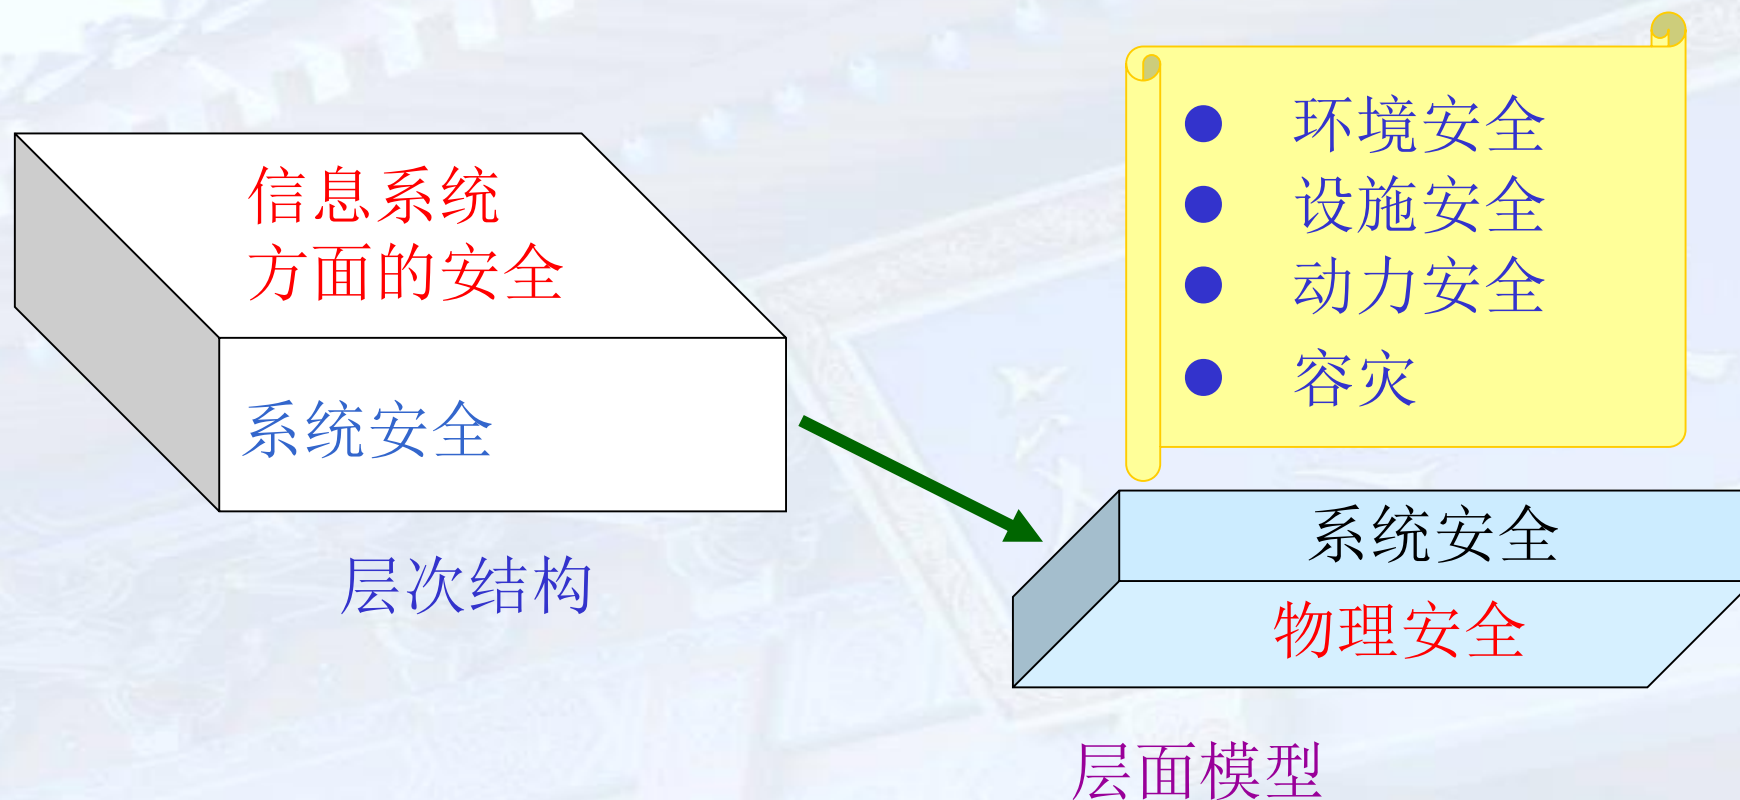 信息系统
方面的安全
系统安全
层次结构
环境安全
设施安全
动力安全
容灾
系统安全
物理安全
层面模型